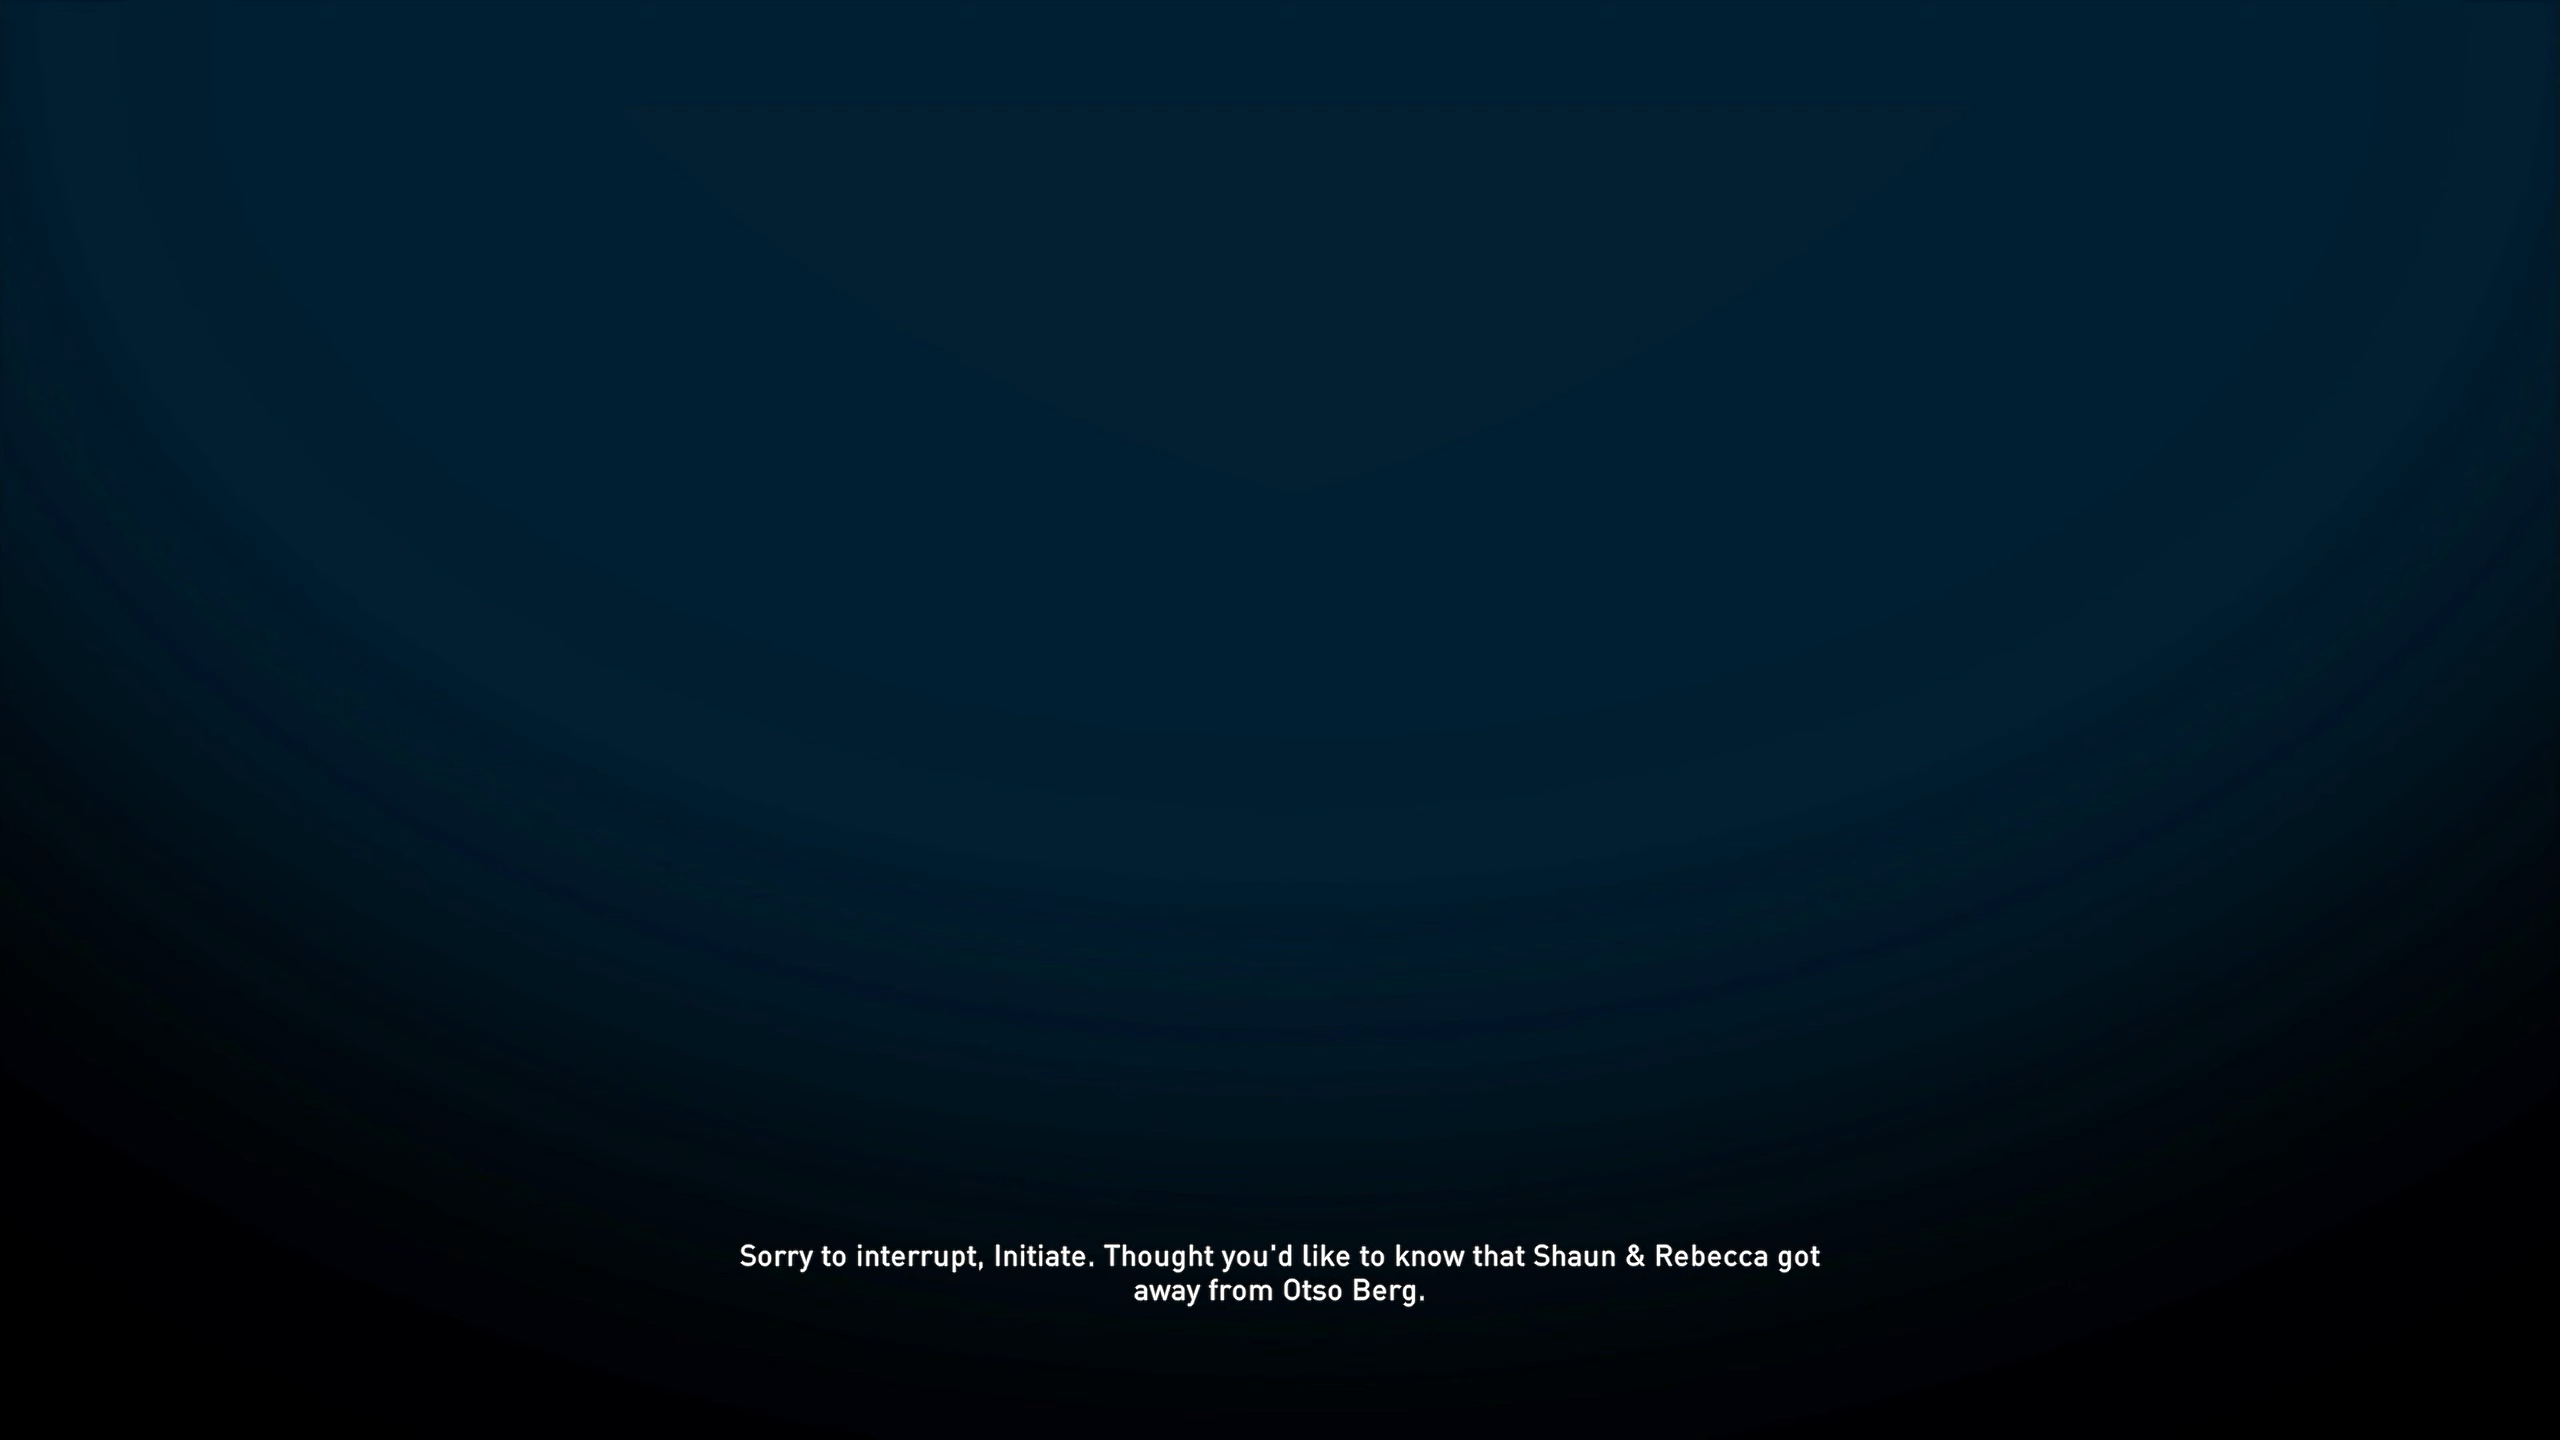 Sorry to interrupt, Initiate. Thought you'd like to know that Shaun & Rebecca got
away from Otso Berg.